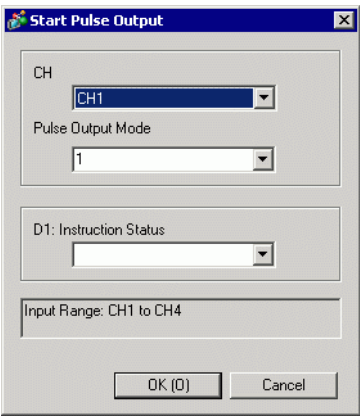 Start Pulse Output
CH
CH1
Pulse Output Mode
1
D1: Instruction Status
Input Range: CH1 to CH4
OK (O)
Cancel